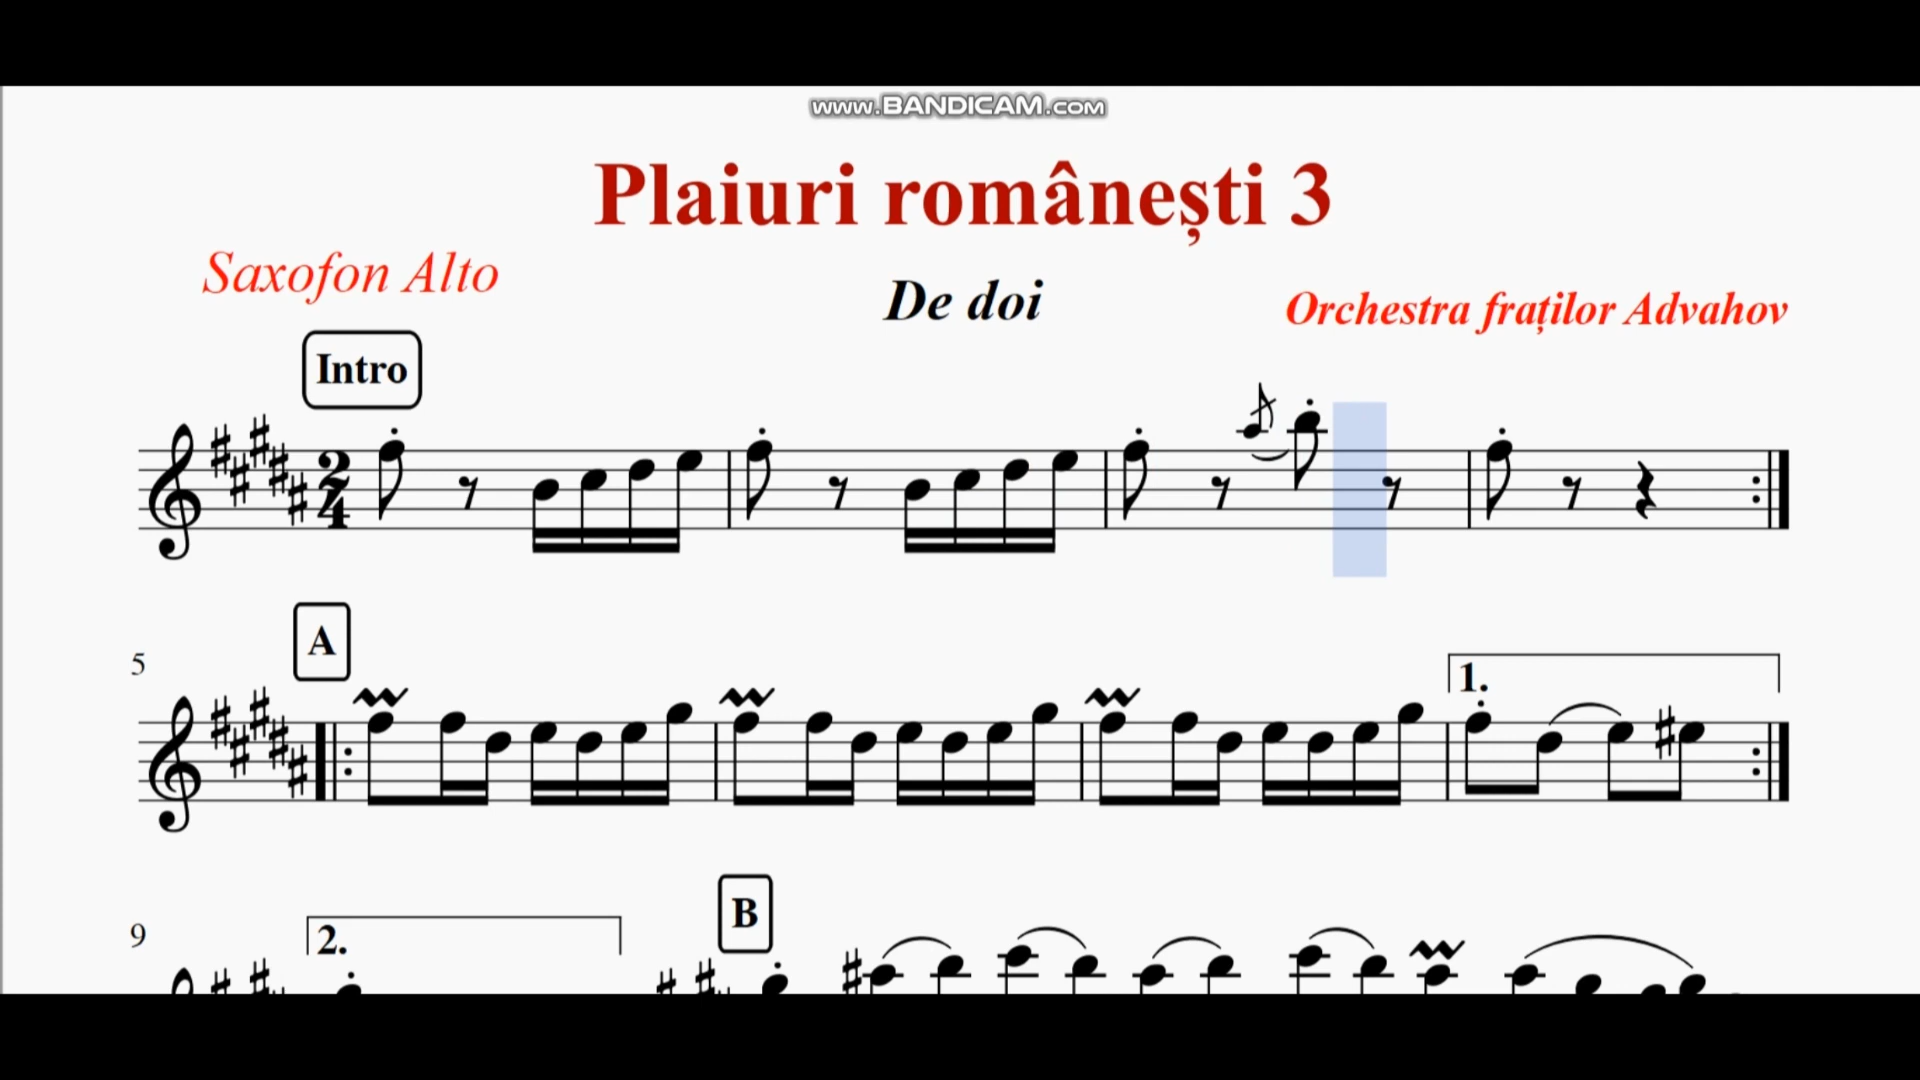 www.BANDICAM.com
Plaiuri românești 3
Saxofon Alto
De doi
Orchestra fraților Advahov
Intro
2
4
5
A
1.
9
2.
B